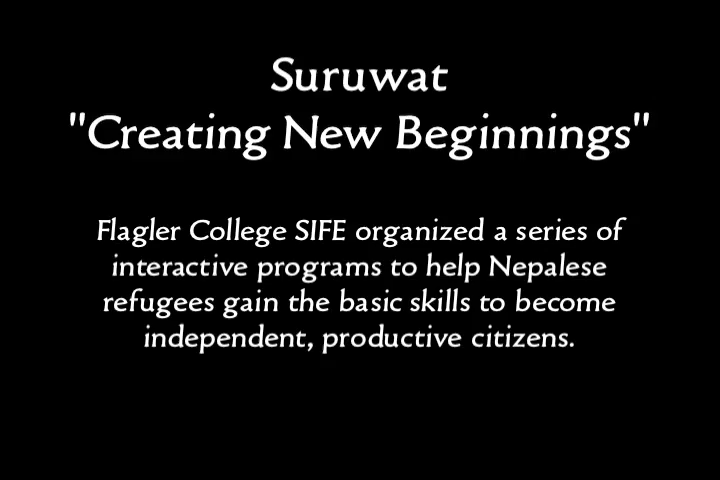 Suruwat
"Creating New Beginnings"
Flagler College SIFE organized a series of
interactive programs to help Nepalese
refugees gain the basic skills to become
independent, productive citizens.